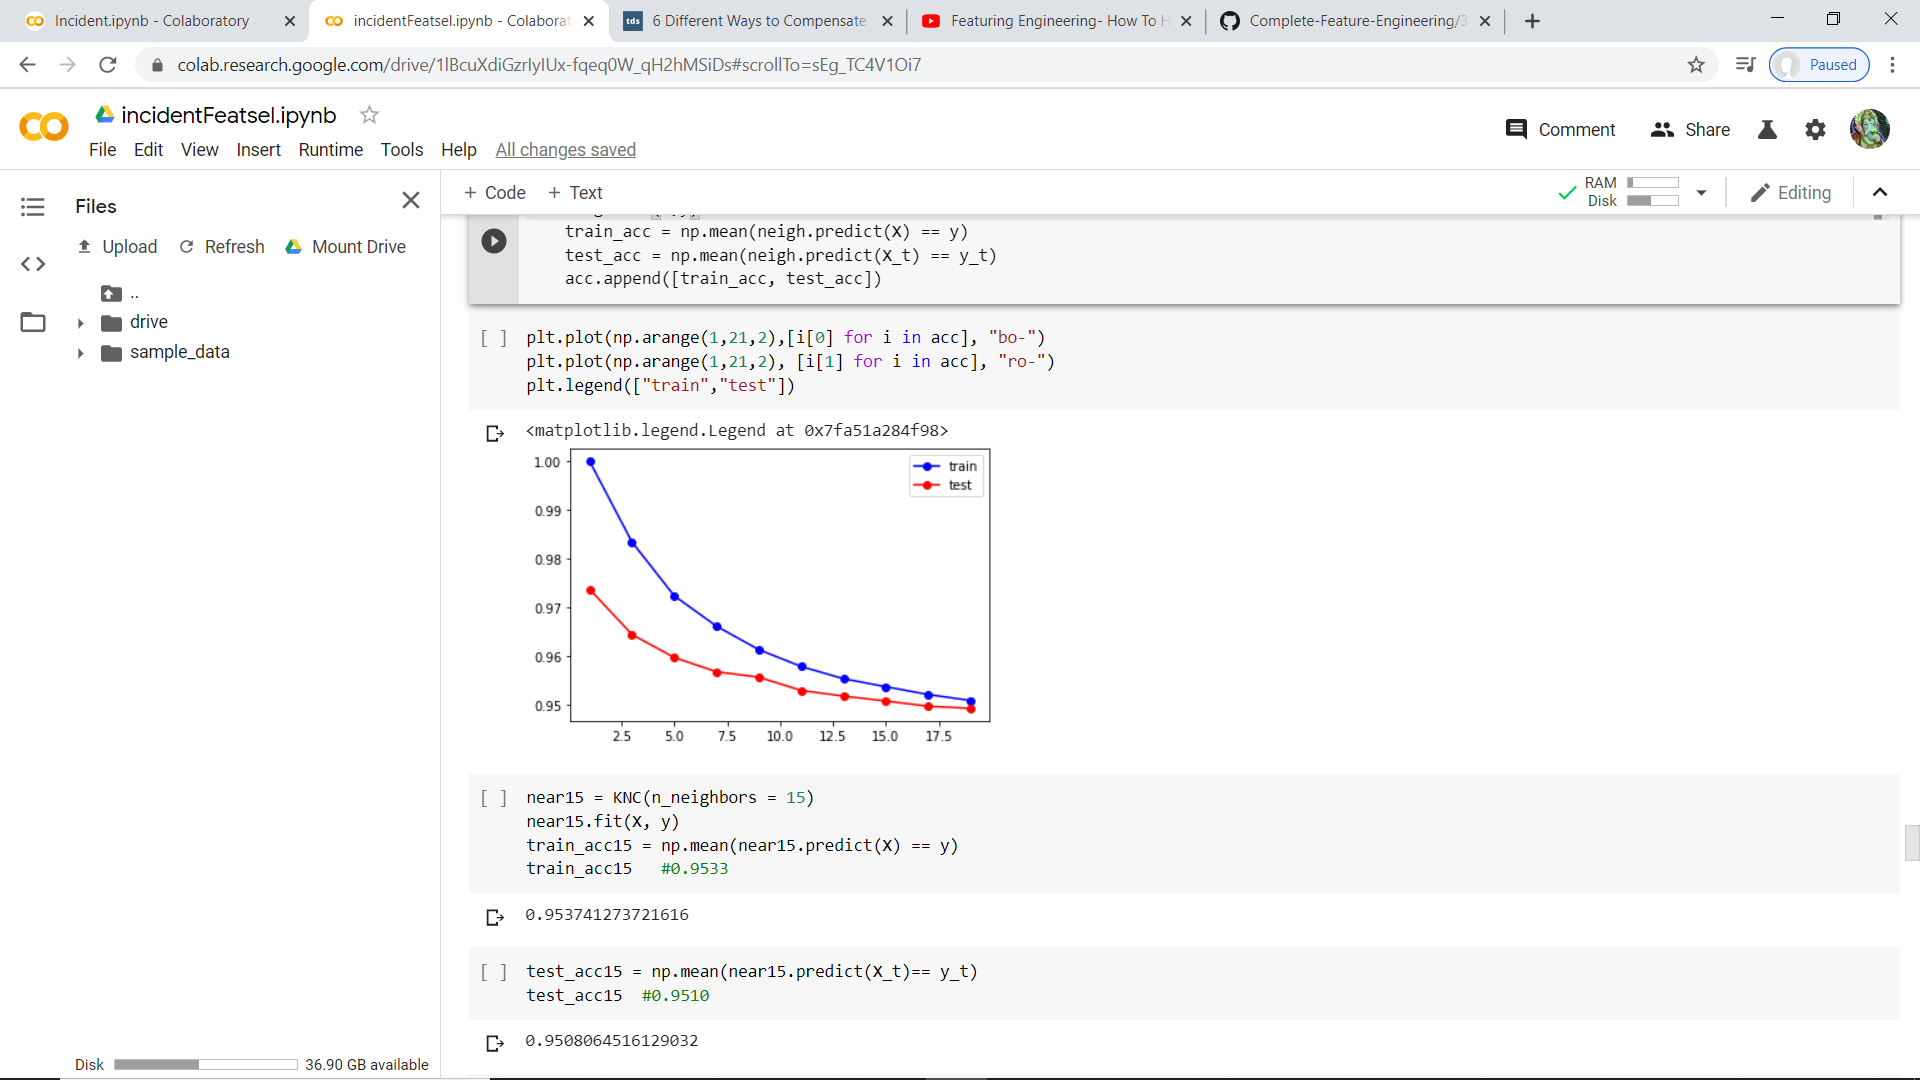 Incident.ipynb - Colaboratory
incidentFeatsel.ipynb - Colaborat
tds 6 Different Ways to Compensate
Featuring Engineering- How To H
Complete-Feature-Engineering/3
colab.research.google.com/drive/1lBcuXdiGzrIyIUx-fqeq0W_qH2hMSiDs#scrollTo=sEg_TC4V1Oi7
Paused
incidentFeatsel.ipynb
Comment Share
File Edit View Insert Runtime Tools Help All changes saved
Files
+ Code + Text
RAM
Disk
Editing
Upload Refresh Mount Drive
..
drive
sample_data
train_acc = np.mean(neigh.predict(X) == y)
test_acc = np.mean(neigh.predict(X_t) == y_t)
acc.append([train_acc, test_acc])
[ ] plt.plot(np.arange(1,21,2),[i[0] for i in acc], "bo-")
plt.plot(np.arange(1,21,2), [i[1] for i in acc], "ro-")
plt.legend(["train","test"])
<matplotlib.legend.Legend at 0x7fa51a284f98>
train
test
1.00
0.99
0.98
0.97
0.96
0.95
2.5 5.0 7.5 10.0 12.5 15.0 17.5
[ ] near15 = KNC(n_neighbors = 15)
near15.fit(X, y)
train_acc15 = np.mean(near15.predict(X) == y)
train_acc15 #0.9533
0.953741273721616
[ ] test_acc15 = np.mean(near15.predict(X_t)== y_t)
test_acc15 #0.9510
0.9508064516129032
Disk 36.90 GB available